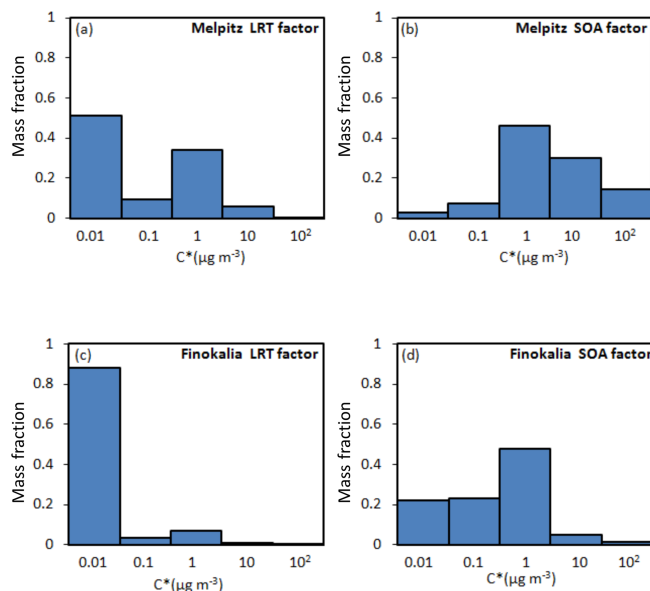 (a) Melpitz LRT factor
Mass fraction
1
0.8
0.6
0.4
0.2
0
0.01 0.1 1 10 10²
C*(µg m⁻³)
(b) Melpitz SOA factor
Mass fraction
1
0.8
0.6
0.4
0.2
0
0.01 0.1 1 10 10²
C*(µg m⁻³)
(c) Finokalia LRT factor
Mass fraction
1
0.8
0.6
0.4
0.2
0
0.01 0.1 1 10 10²
C*(µg m⁻³)
(d) Finokalia SOA factor
Mass fraction
1
0.8
0.6
0.4
0.2
0
0.01 0.1 1 10 10²
C*(µg m⁻³)